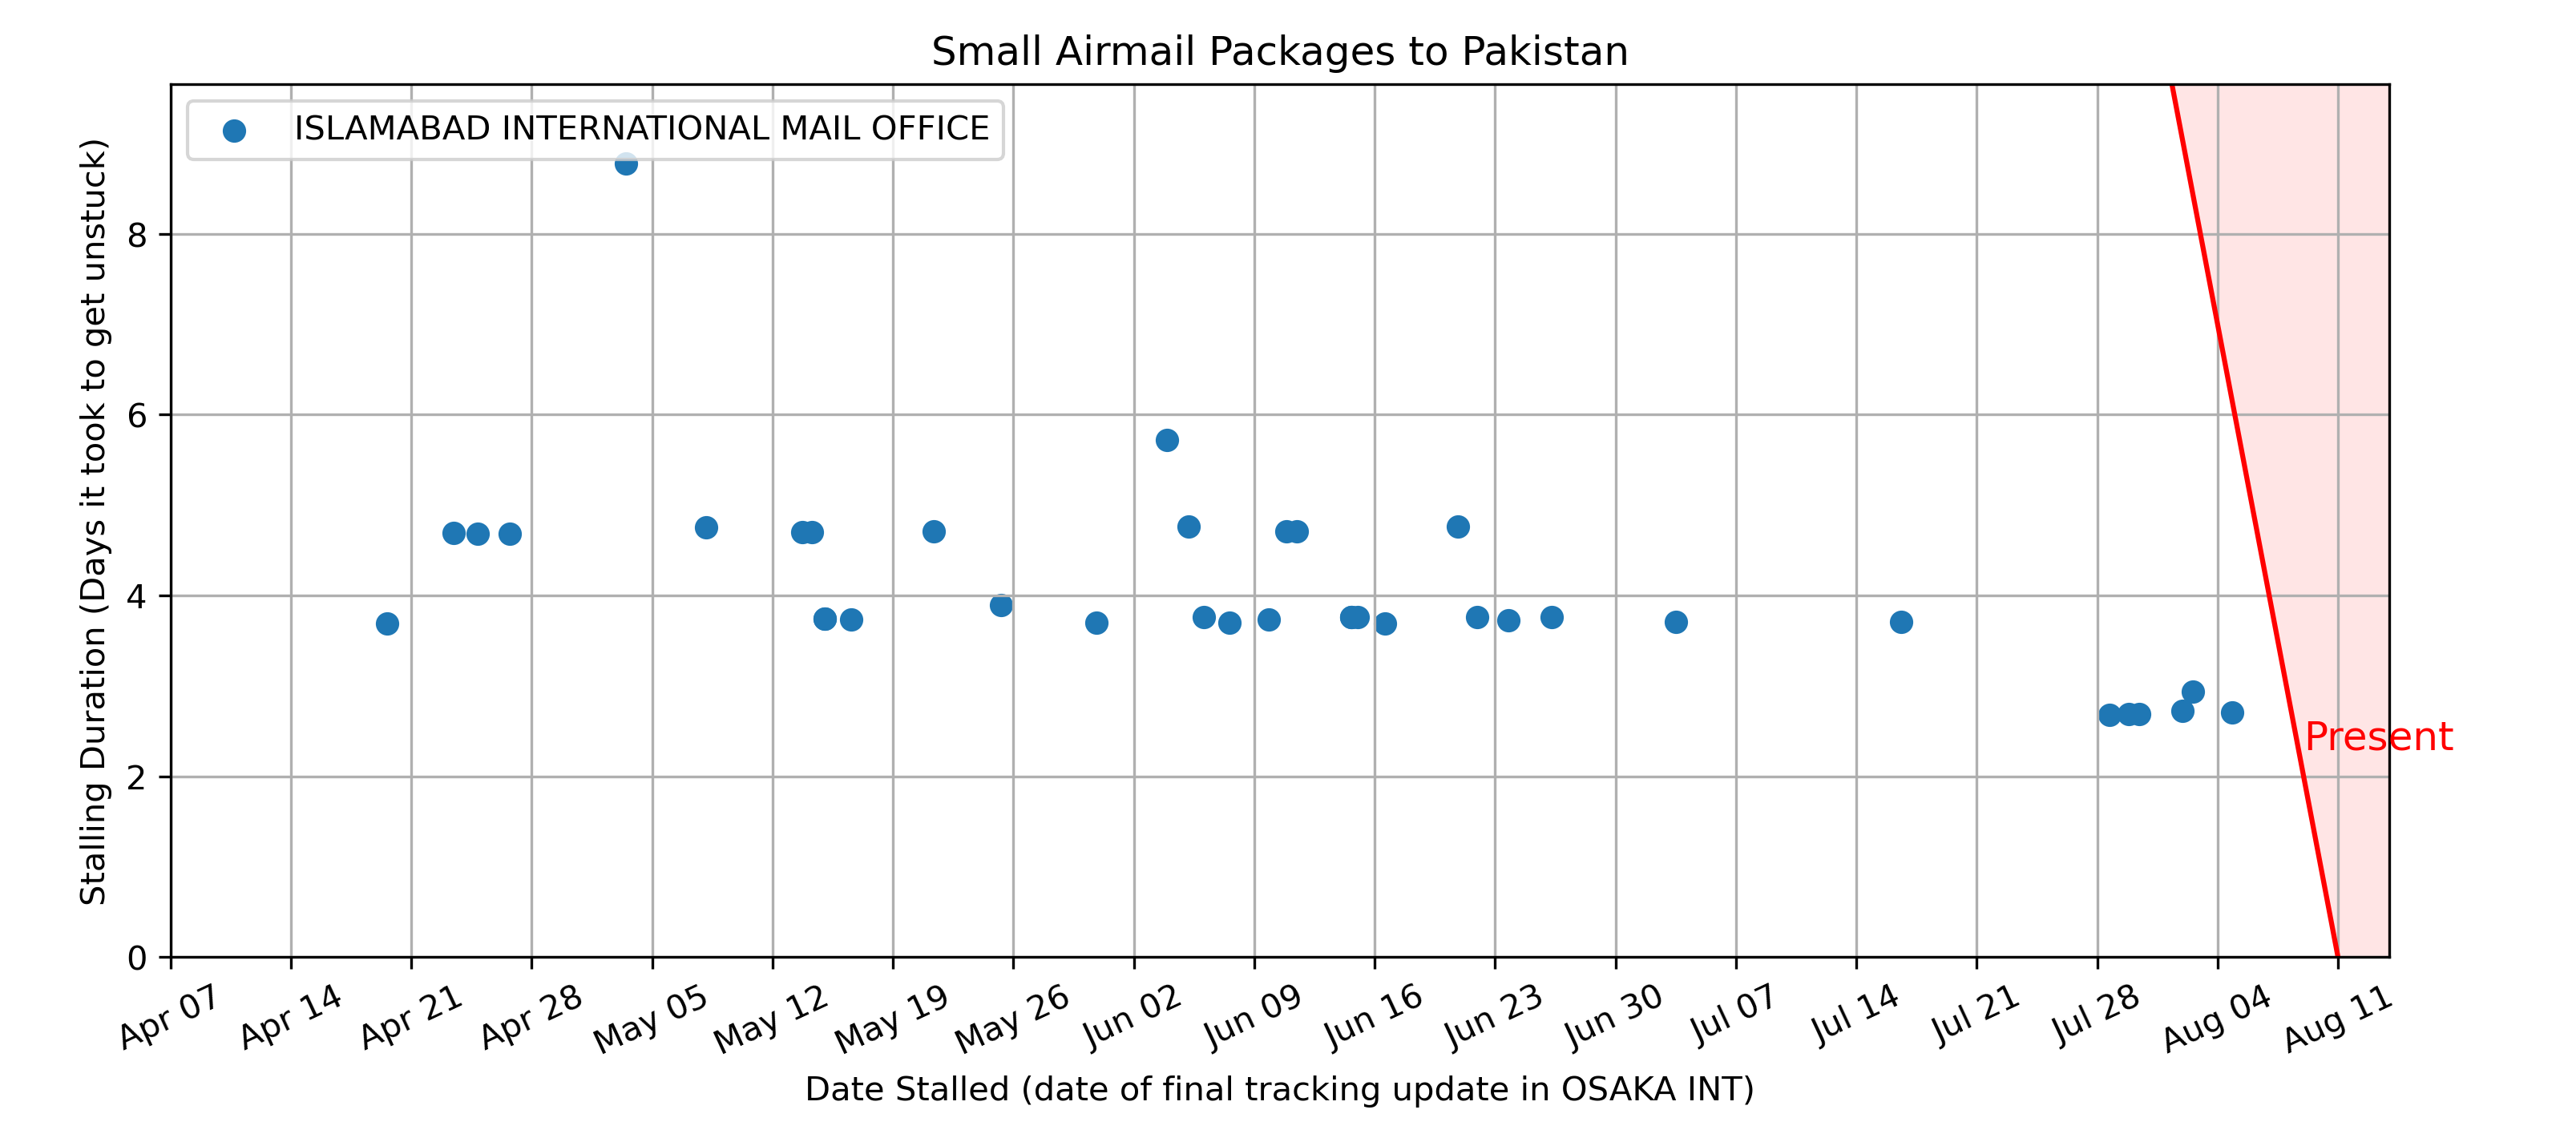 Small Airmail Packages to Pakistan
ISLAMABAD INTERNATIONAL MAIL OFFICE
Stalling Duration (Days it took to get unstuck)
8
6
4
2
0
Present
Apr 07
Apr 14
Apr 21
Apr 28
May 05
May 12
May 19
May 26
Jun 02
Jun 09
Jun 16
Jun 23
Jun 30
Jul 07
Jul 14
Jul 21
Jul 28
Aug 04
Aug 11
Date Stalled (date of final tracking update in OSAKA INT)